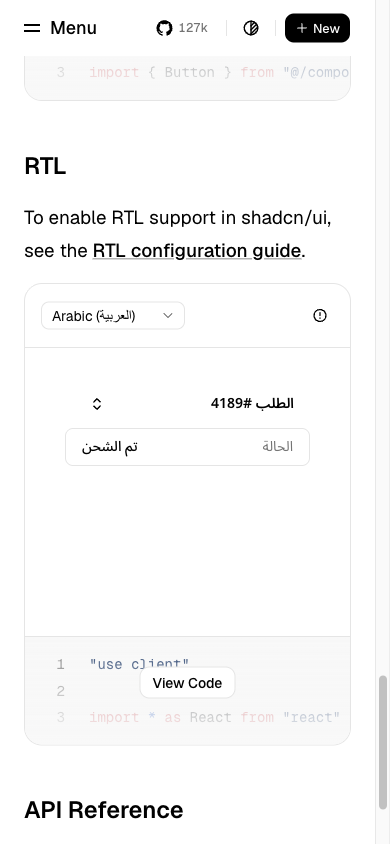 Menu
127k
New
3 import { Button } from "@/compo
RTL
To enable RTL support in shadcn/ui,
see the RTL configuration guide.
Arabic (العربية)
الطلب #4189
الحالة
تم الشحن
1 "use client"
View Code
2
3 import * as React from "react"
API Reference